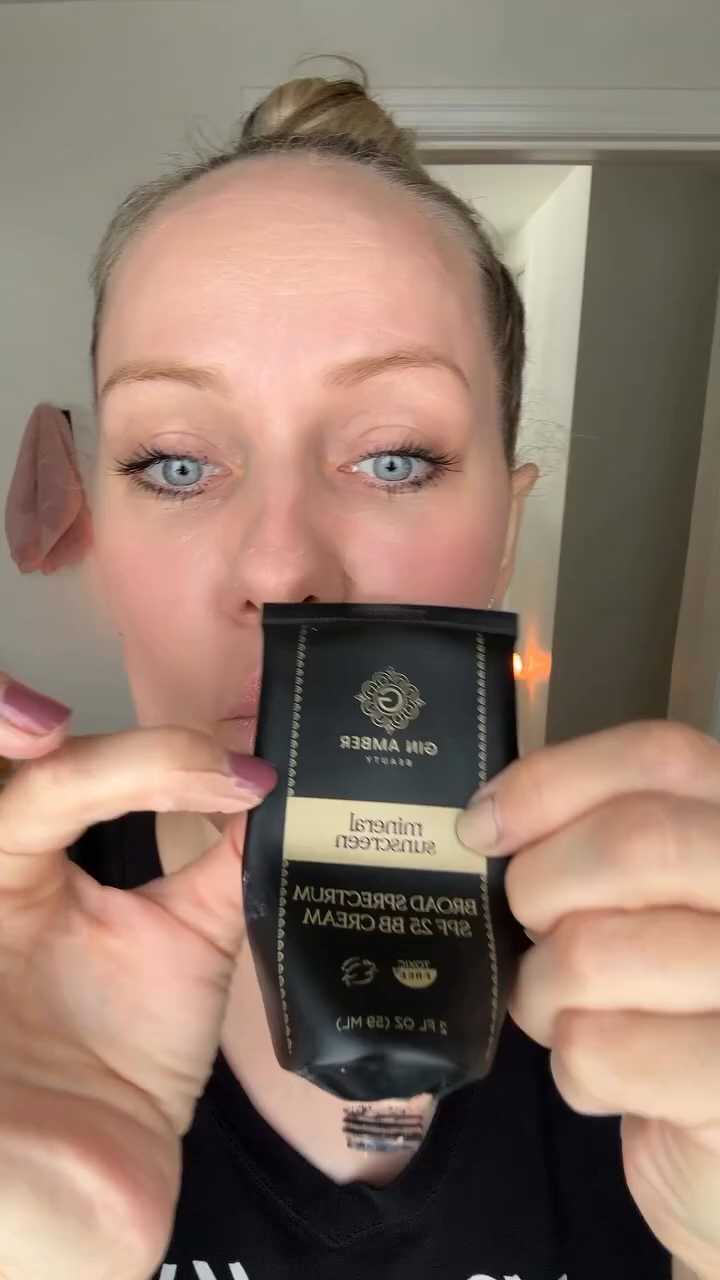 G
GIN AMBER
BEAUTY
mineral
sunscreen
BROAD SPRECTRUM
SPF 25 BB CREAM
TOXIC
FREE
2 FL OZ (59 ML)